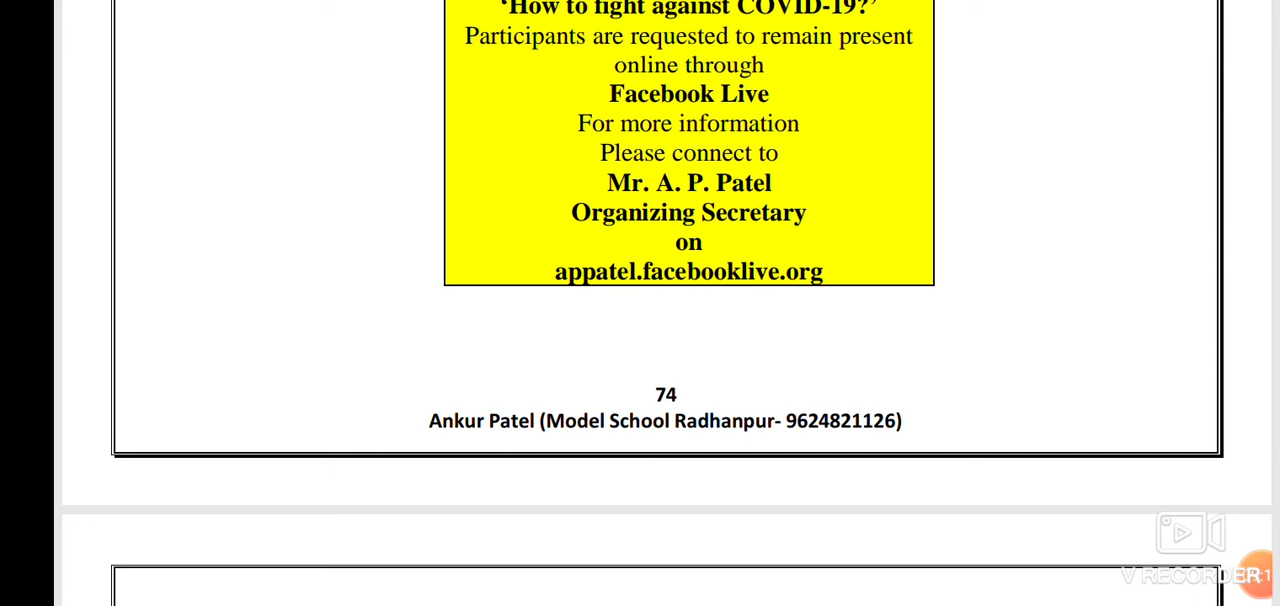 ‘How to fight against COVID-19?’
Participants are requested to remain present
online through
Facebook Live
For more information
Please connect to
Mr. A. P. Patel
Organizing Secretary
on
appatel.facebooklive.org
74
Ankur Patel (Model School Radhanpur- 9624821126)
V RECORDER